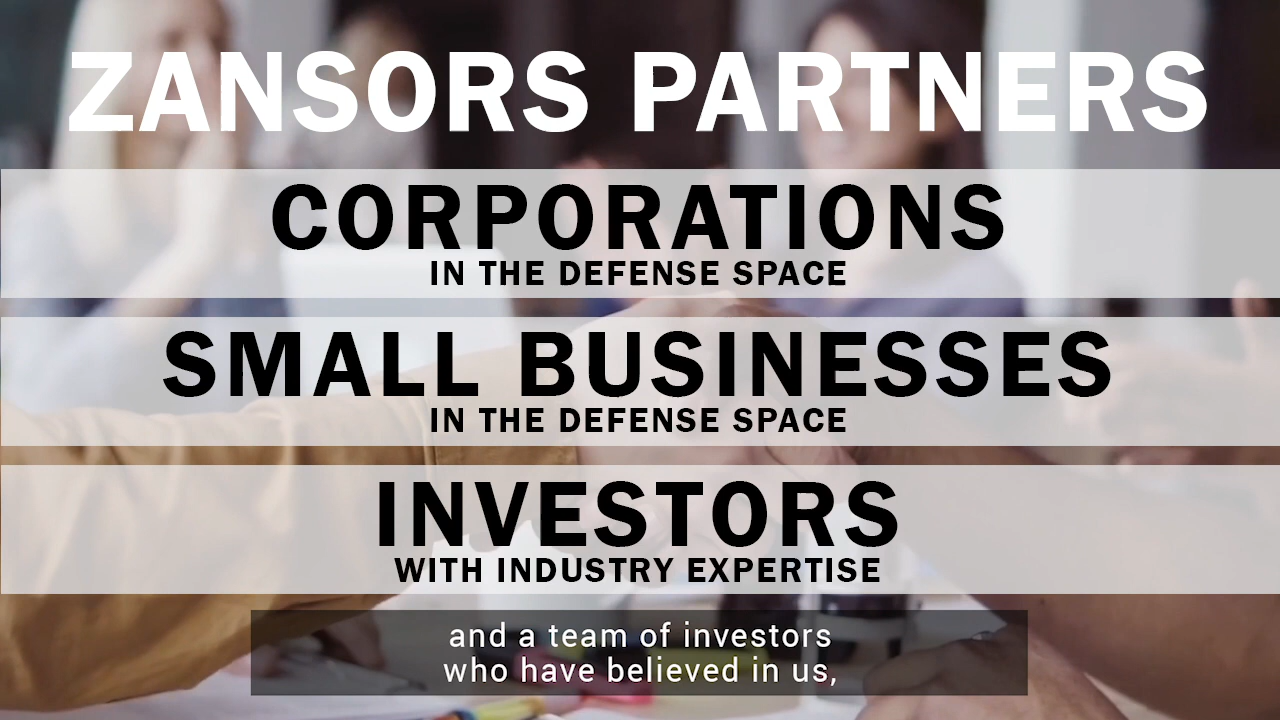 ZANSORS PARTNERS
CORPORATIONS
IN THE DEFENSE SPACE
SMALL BUSINESSES
IN THE DEFENSE SPACE
INVESTORS
WITH INDUSTRY EXPERTISE
and a team of investors
who have believed in us,